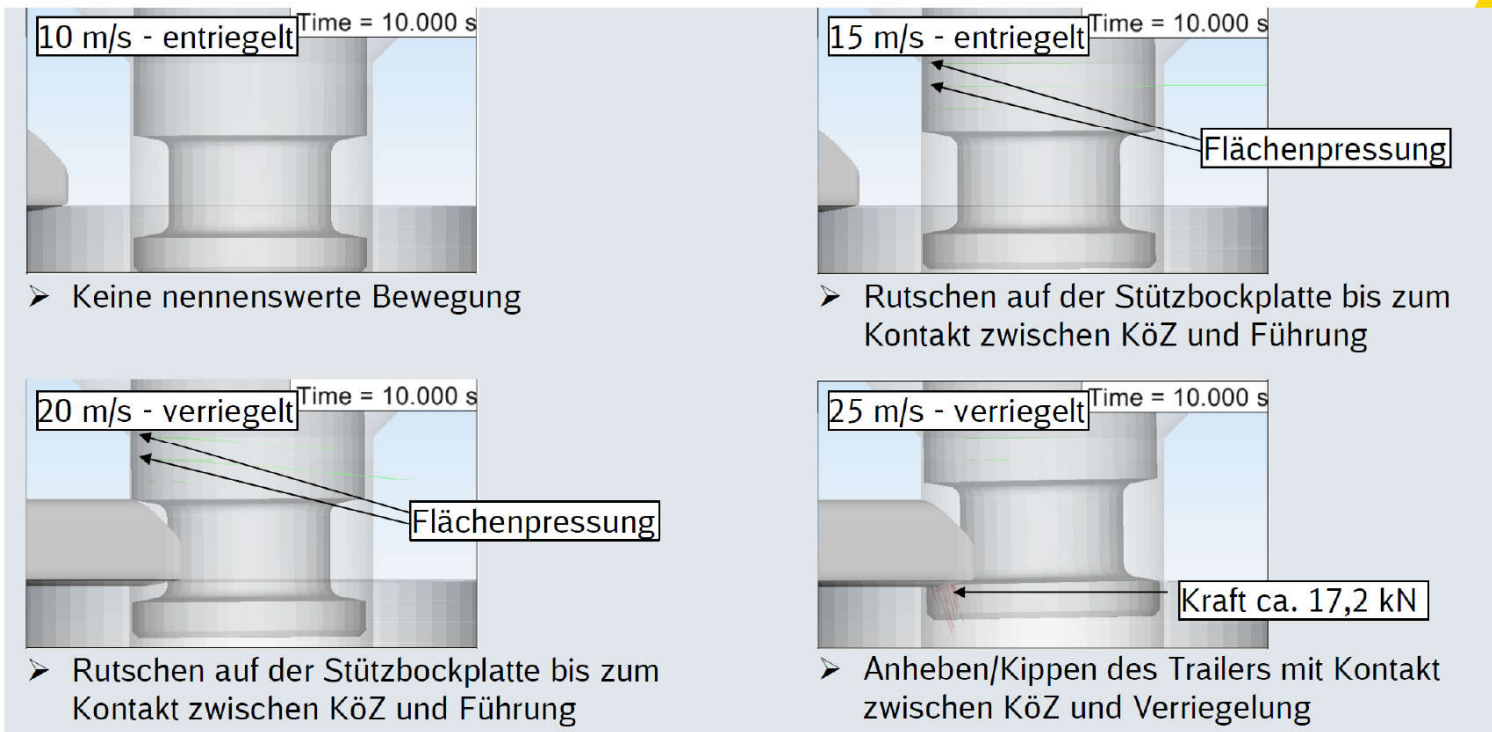 10 m/s - entriegelt
Time = 10.000 s
➢ Keine nennenswerte Bewegung
15 m/s - entriegelt
Time = 10.000 s
Flächenpressung
➢ Rutschen auf der Stützbockplatte bis zum
Kontakt zwischen KöZ und Führung
20 m/s - verriegelt
Time = 10.000 s
Flächenpressung
➢ Rutschen auf der Stützbockplatte bis zum
Kontakt zwischen KöZ und Führung
25 m/s - verriegelt
Time = 10.000 s
Kraft ca. 17,2 kN
➢ Anheben/Kippen des Trailers mit Kontakt
zwischen KöZ und Verriegelung